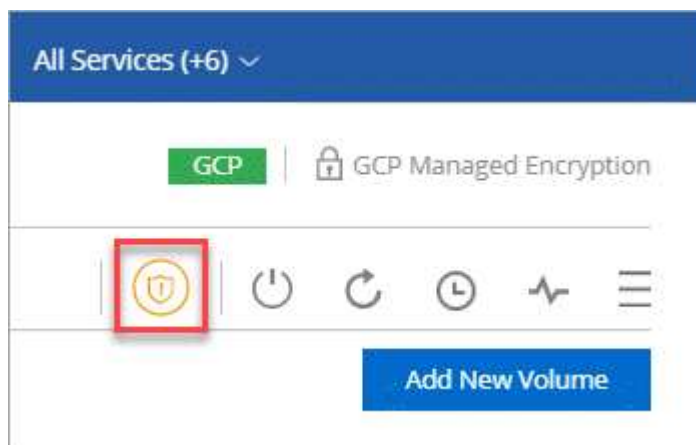 All Services (+6)
GCP GCP Managed Encryption
Add New Volume